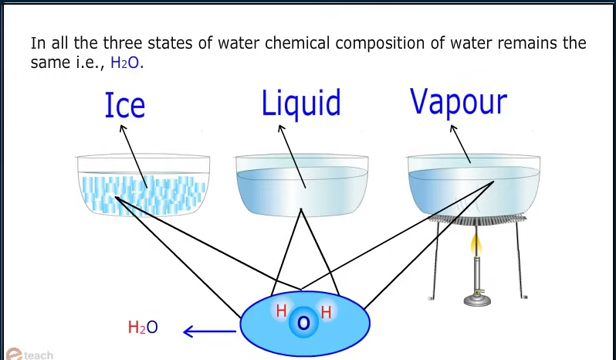 In all the three states of water chemical composition of water remains the
same i.e., H₂O.
Ice
Liquid
Vapour
H
H
O
H₂O
e teach